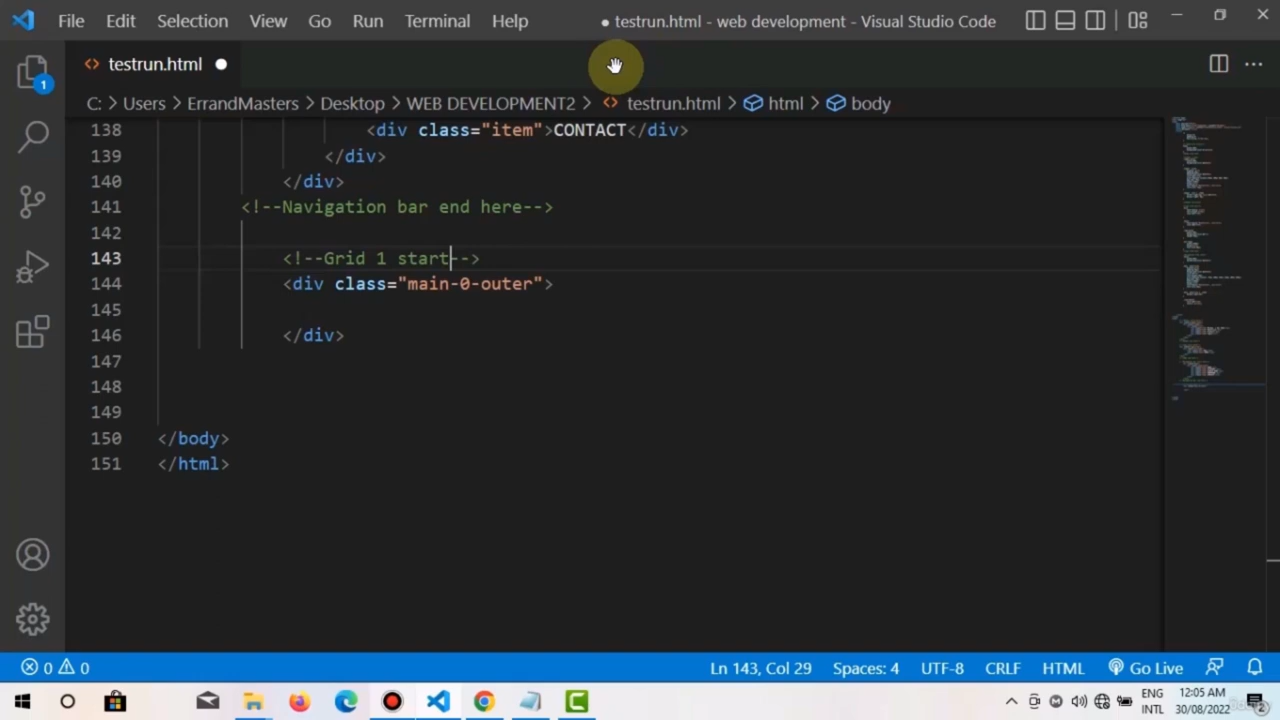 File Edit Selection View Go Run Terminal Help ● testrun.html - web development - Visual Studio Code
<> testrun.html
C: > Users > ErrandMasters > Desktop > WEB DEVELOPMENT2 > <> testrun.html > html > body
1
138 <div class="item">CONTACT</div>
139 </div>
140 </div>
141 <!--Navigation bar end here-->
142
143 <!--Grid 1 start-->
144 <div class="main-0-outer">
145
146 </div>
147
148
149
150 </body>
151 </html>
0 0 Ln 143, Col 29 Spaces: 4 UTF-8 CRLF HTML Go Live
ENG 12:05 AM
INTL 30/08/2022 2